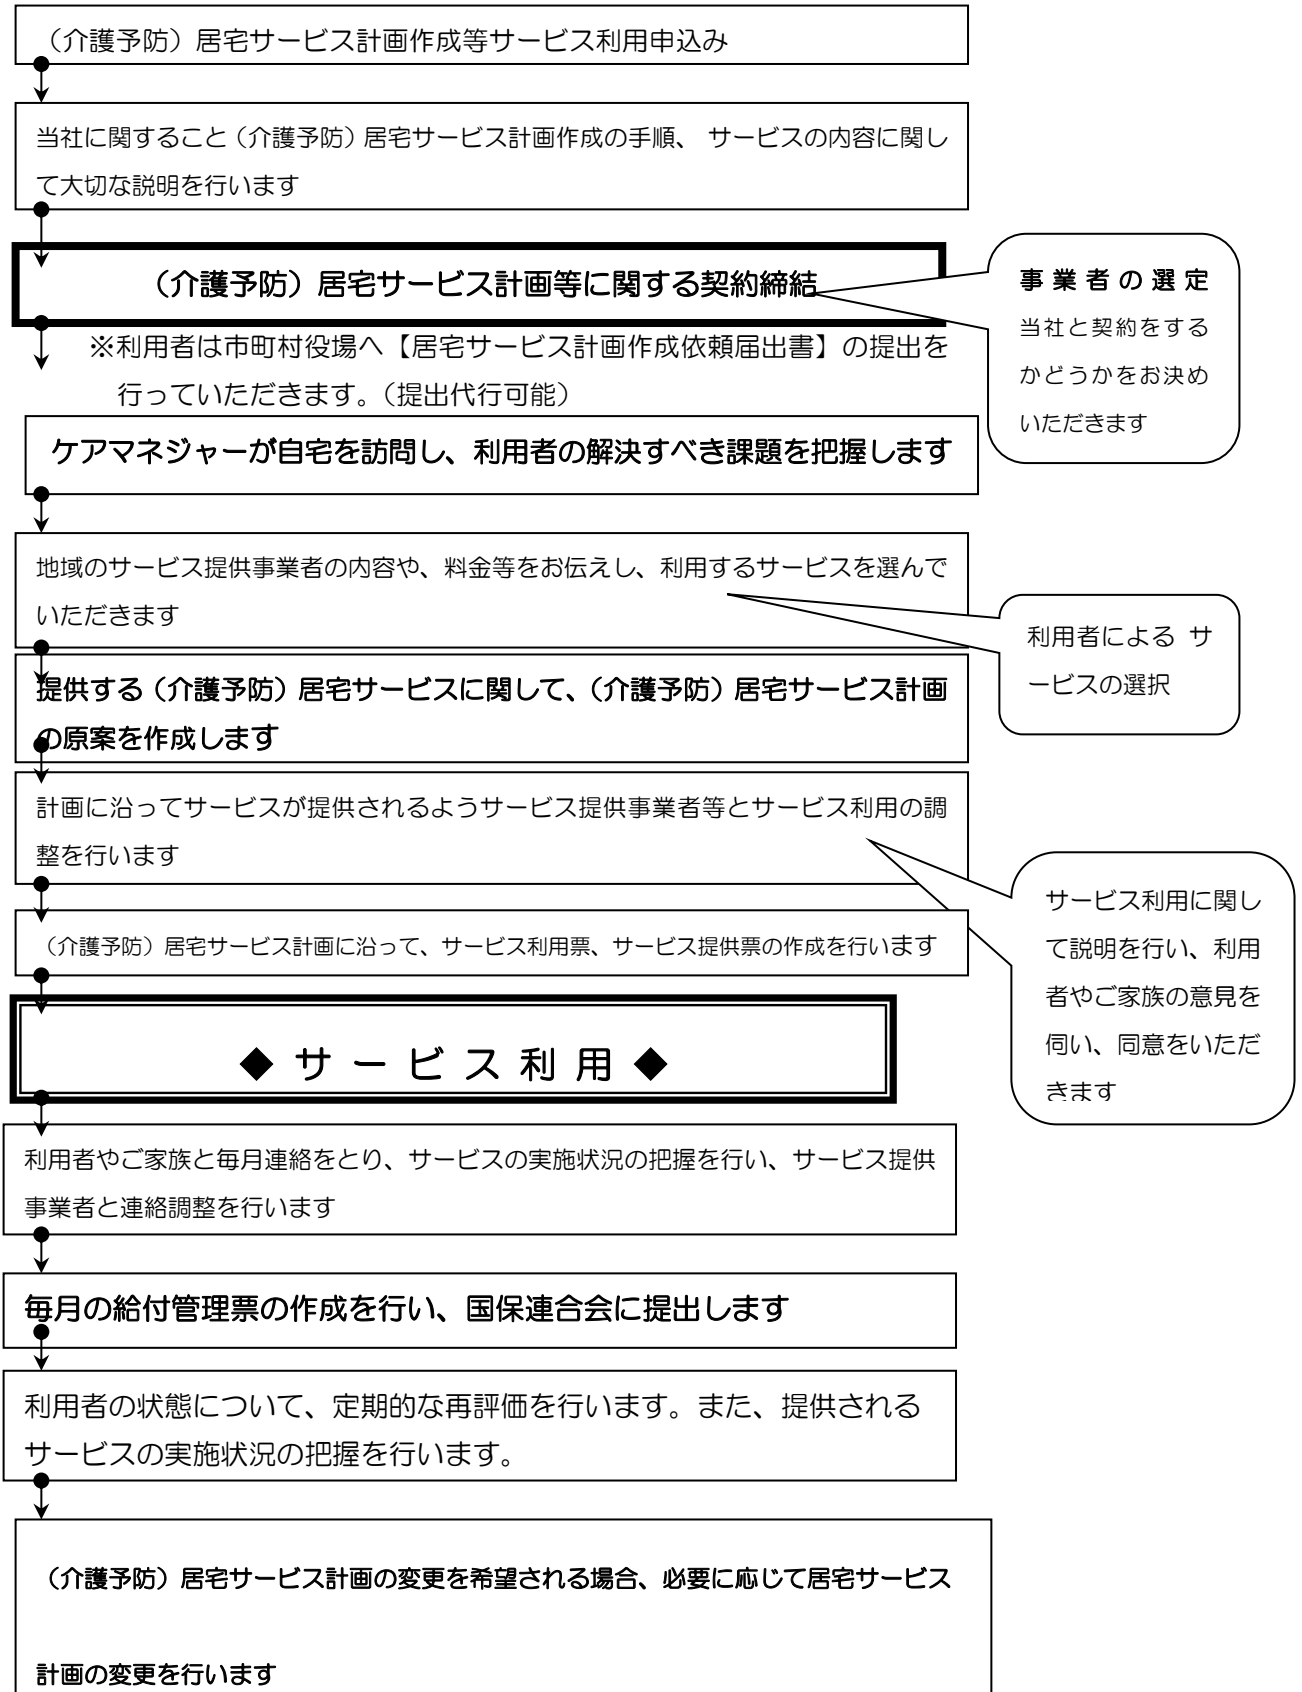 （介護予防）居宅サービス計画作成等サービス利用申込み
当社に関すること（介護予防）居宅サービス計画作成の手順、 サービスの内容に関し
て大切な説明を行います
（介護予防）居宅サービス計画等に関する契約締結
事業者の選定
当社と契約をする
かどうかをお決め
いただきます
※利用者は市町村役場へ【居宅サービス計画作成依頼届出書】の提出を
行っていただきます。（提出代行可能）
ケアマネジャーが自宅を訪問し、利用者の解決すべき課題を把握します
地域のサービス提供事業者の内容や、料金等をお伝えし、利用するサービスを選んで
いただきます
利用者による サ
ービスの選択
提供する（介護予防）居宅サービスに関して、（介護予防）居宅サービス計画
の原案を作成します
計画に沿ってサービスが提供されるようサービス提供事業者等とサービス利用の調
整を行います
サービス利用に関し
て説明を行い、利用
者やご家族の意見を
伺い、同意をいただ
きます
（介護予防）居宅サービス計画に沿って、サービス利用票、サービス提供票の作成を行います
◆サービス利用◆
利用者やご家族と毎月連絡をとり、サービスの実施状況の把握を行い、サービス提供
事業者と連絡調整を行います
毎月の給付管理票の作成を行い、国保連合会に提出します
利用者の状態について、定期的な再評価を行います。また、提供される
サービスの実施状況の把握を行います。
（介護予防）居宅サービス計画の変更を希望される場合、必要に応じて居宅サービス
計画の変更を行います